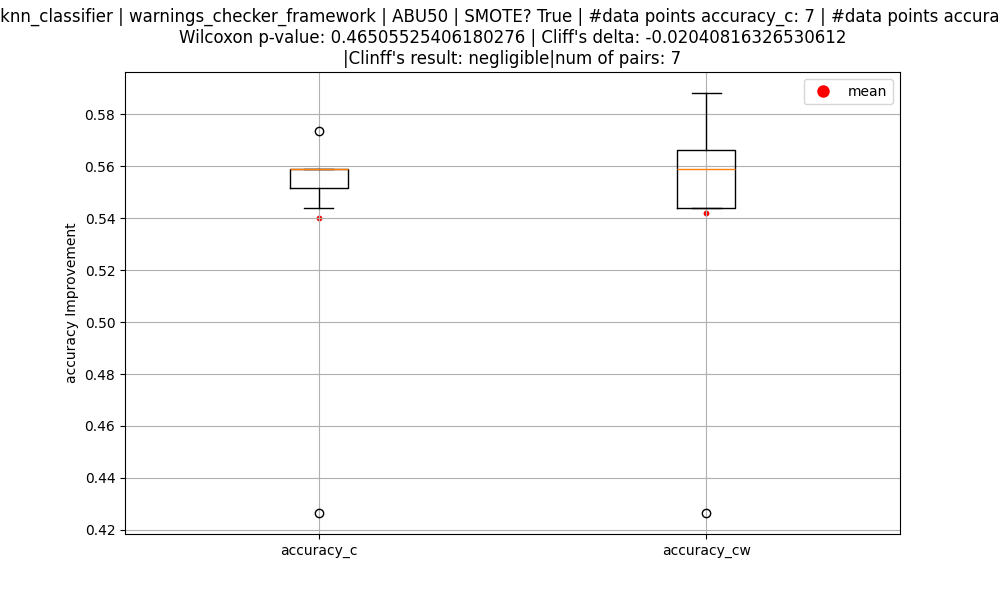 knn_classifier | warnings_checker_framework | ABU50 | SMOTE? True | #data points accuracy_c: 7 | #data points
Wilcoxon p-value: 0.46505525406180276 | Cliff's delta: -0.02040816326530612
|Clinff's result: negligible|num of pairs: 7
mean
0.58
0.56
0.54
0.52
0.50
0.48
0.46
0.44
0.42
accuracy Improvement
accuracy_c
accuracy_cw